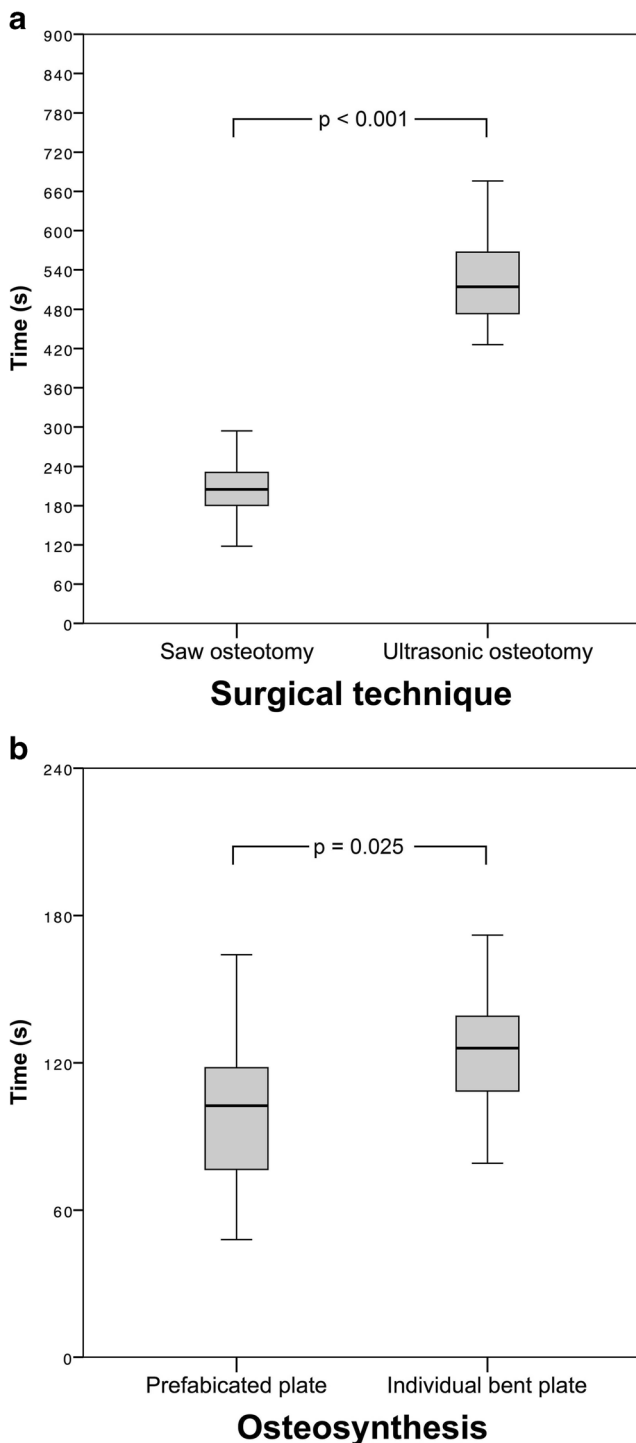 a
900
840
780
p < 0.001
720
660
600
540
480
420
360
300
240
180
120
60
0
Time (s)
Saw osteotomy Ultrasonic osteotomy
Surgical technique
b
240
p = 0.025
180
120
60
0
Time (s)
Prefabicated plate Individual bent plate
Osteosynthesis